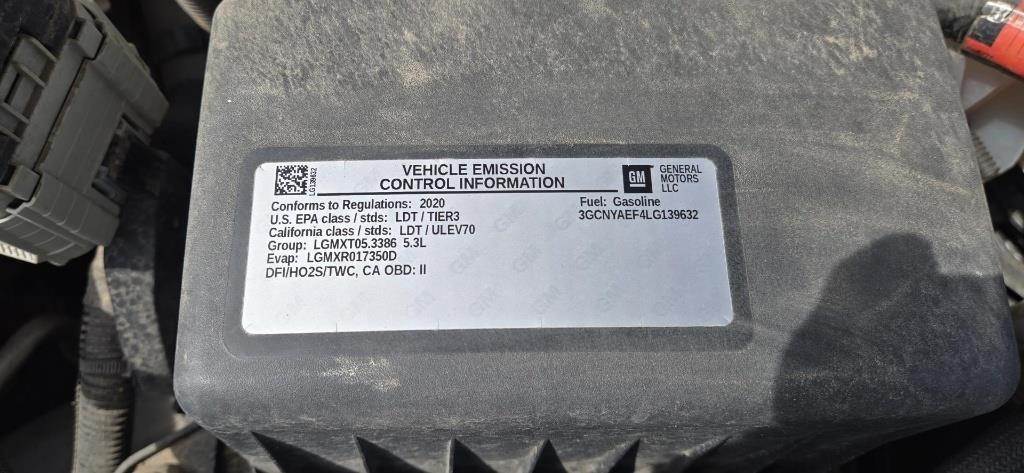 LG139632
VEHICLE EMISSION
CONTROL INFORMATION
GM
GENERAL
MOTORS
LLC
Conforms to Regulations: 2020
U.S. EPA class / stds: LDT / TIER3
California class / stds: LDT / ULEV70
Group: LGMXT05.3386 5.3L
Evap: LGMXR017350D
DFI/HO2S/TWC, CA OBD: II
Fuel: Gasoline
3GCNYAEF4LG139632